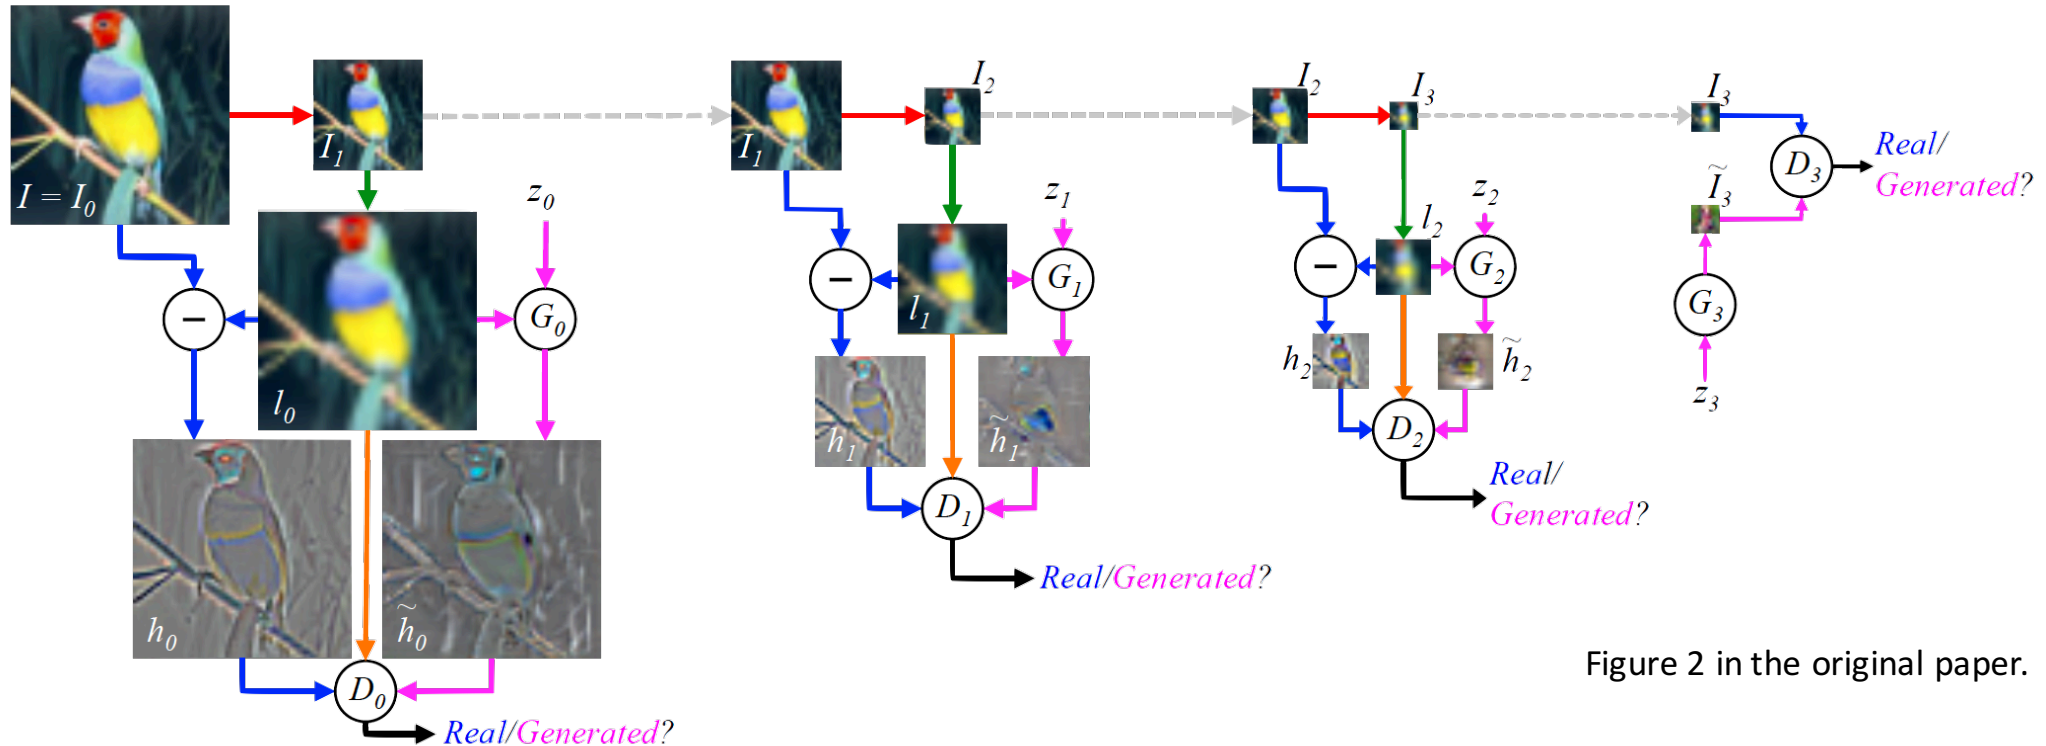 I = I₀
I₁
l₀
z₀
G₀
−
h₀
h̃₀
D₀
Real/Generated?
I₁
I₂
z₁
−
l₁
G₁
h₁
h̃₁
D₁
Real/Generated?
I₂
I₃
l₂
z₂
−
G₂
h₂
h̃₂
D₂
Real/
Generated?
I₃
D₃
Real/
Generated?
Ĩ₃
G₃
z₃
Figure 2 in the original paper.